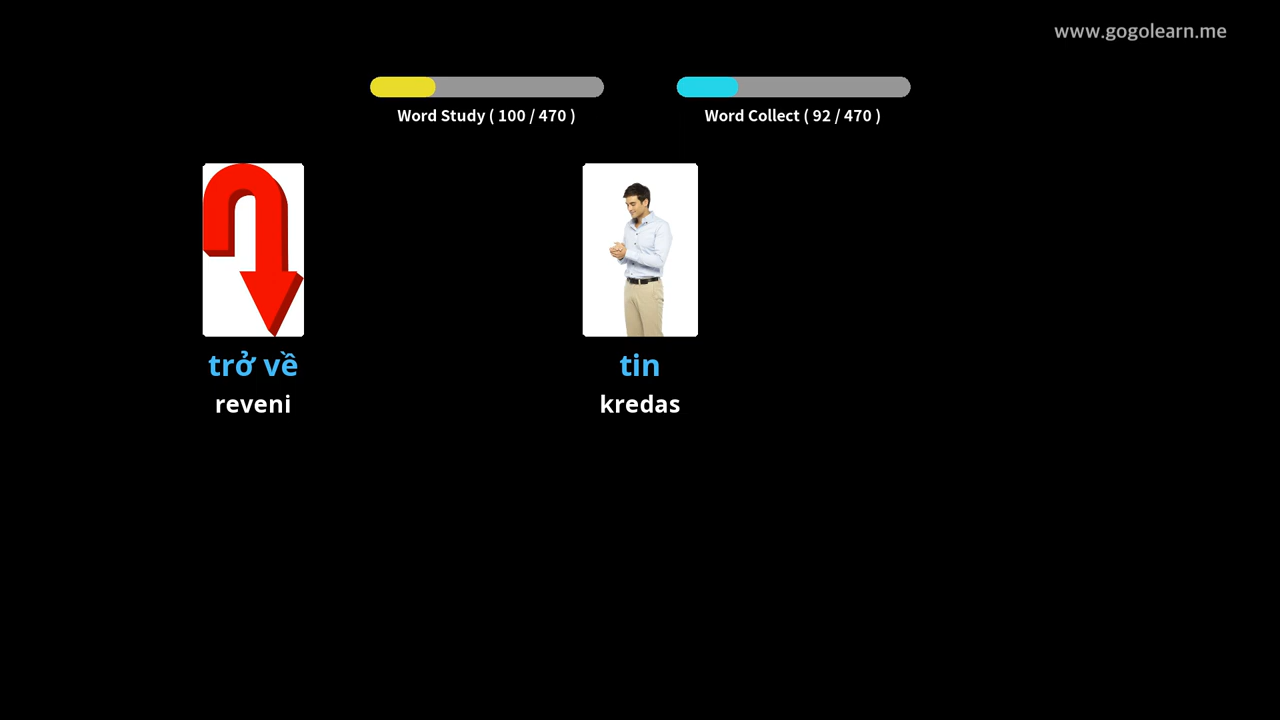 www.gogolearn.me
Word Study ( 100 / 470 )
Word Collect ( 92 / 470 )
trở về
reveni
tin
kredas